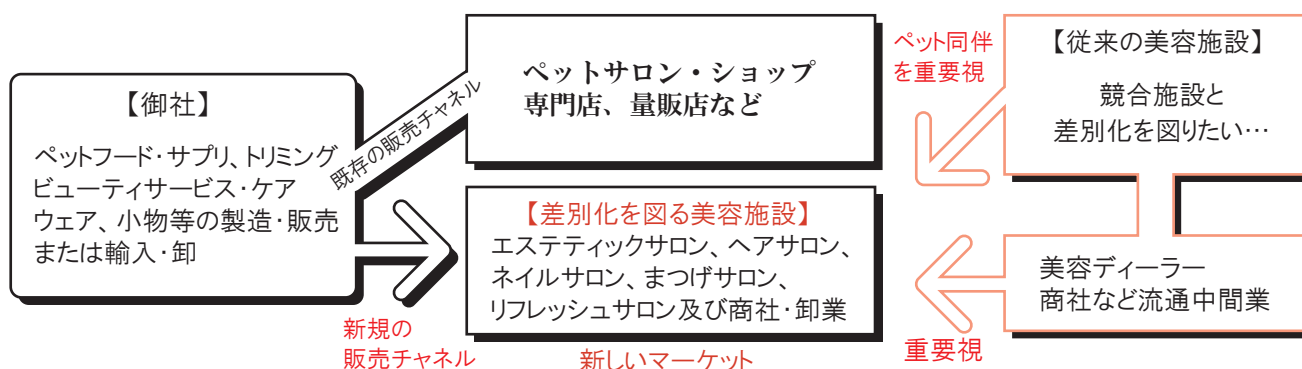 【御社】
ペットフード・サプリ、トリミング
ビューティサービス・ケア
ウェア、小物等の製造・販売
または輸入・卸
既存の販売チャネル
ペットサロン・ショップ
専門店、量販店など
新規の
販売チャネル
【差別化を図る美容施設】
エステティックサロン、ヘアサロン、
ネイルサロン、まつげサロン、
リフレッシュサロン及び商社・卸業
新しいマーケット
ペット同伴
を重要視
【従来の美容施設】
競合施設と
差別化を図りたい…
重要視
美容ディーラー
商社など流通中間業